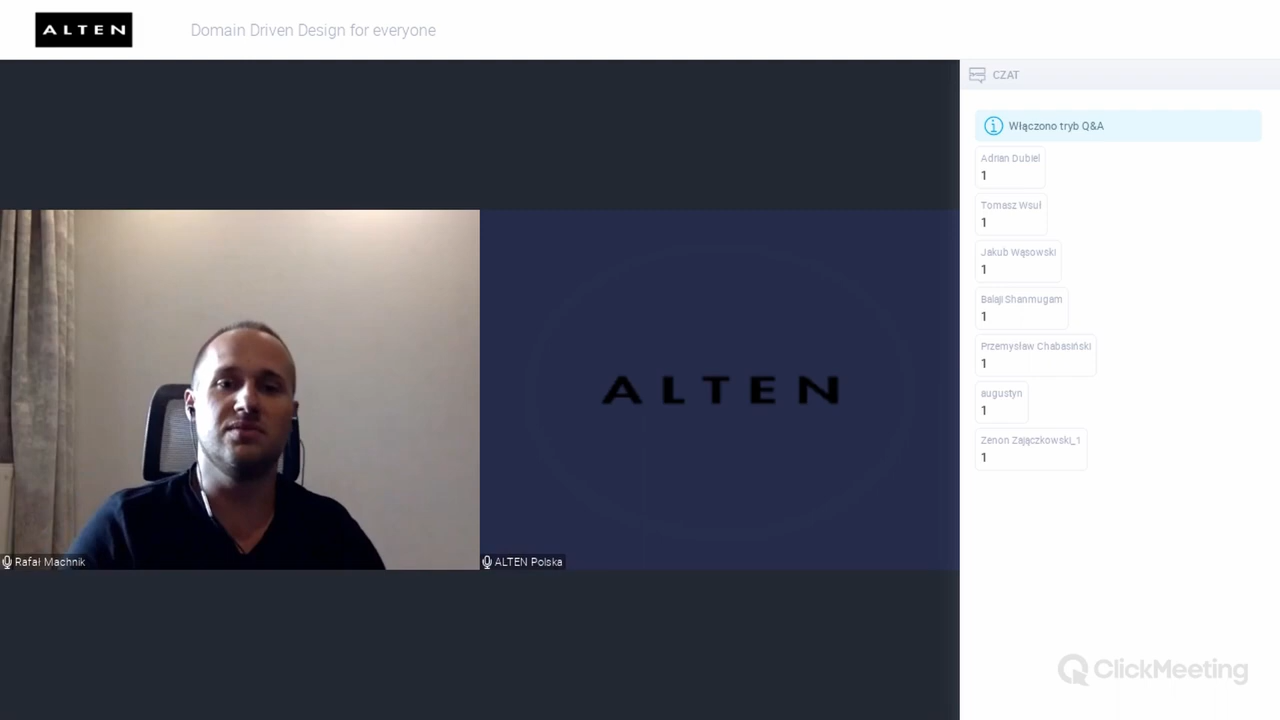 ALTEN
Domain Driven Design for everyone
CZAT
Włączono tryb Q&A
Adrian Dubiel
1
Tomasz Wsuł
1
Jakub Wąsowski
1
Balaji Shanmugam
1
Przemysław Chabasiński
1
augustyn
1
Zenon Zajączkowski_1
1
ALTEN
Rafał Machnik
ALTEN Polska
ClickMeeting